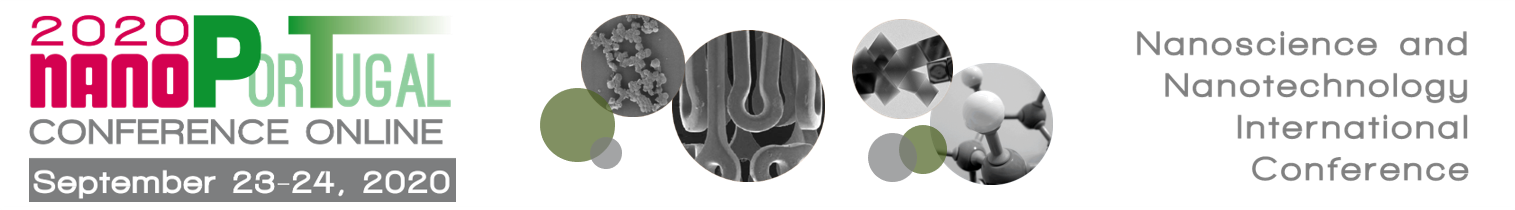 2020
NANOPORTUGAL
CONFERENCE ONLINE
September 23-24, 2020
Nanoscience and
Nanotechnology
International
Conference